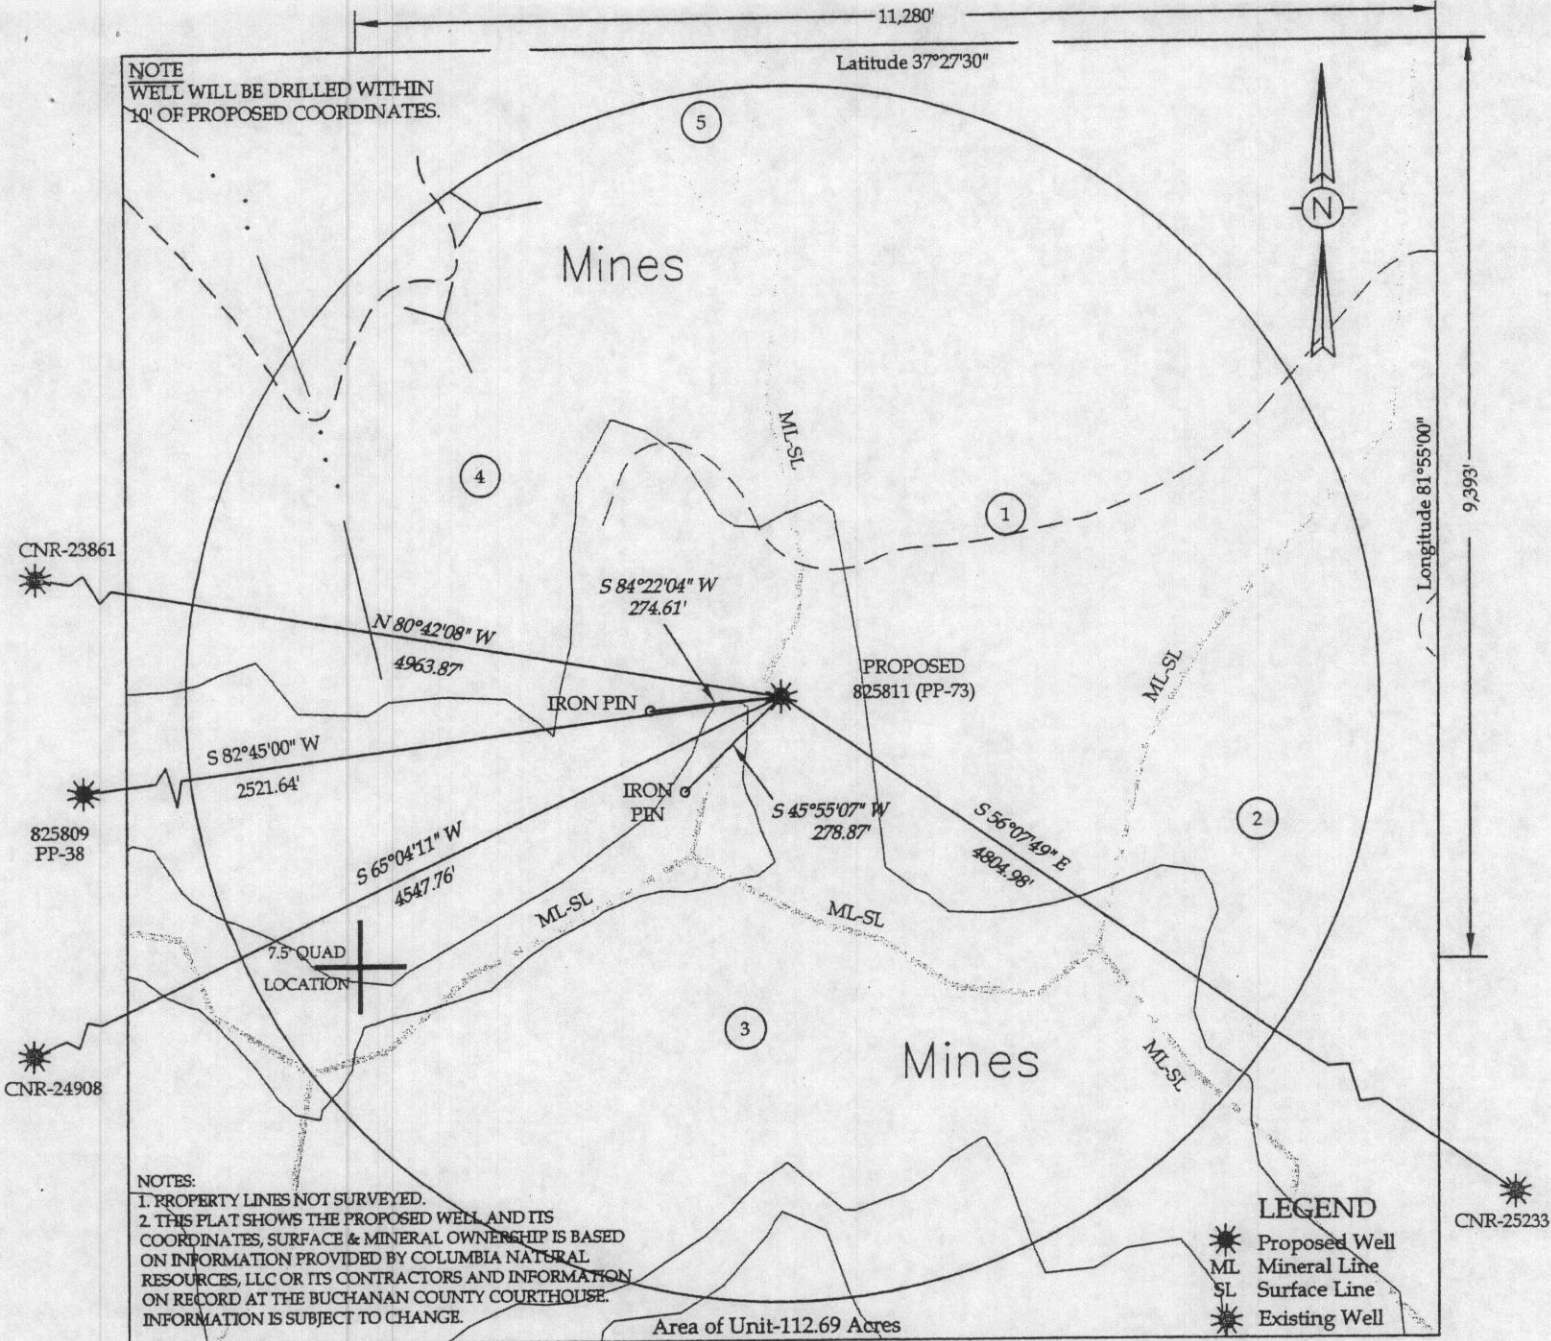 11,280'
Latitude 37°27'30"
NOTE
WELL WILL BE DRILLED WITHIN
10' OF PROPOSED COORDINATES.
5
N
Mines
ML-SL
4
1
Longitude 81°55'00"
9,393'
CNR-23861
S 84°22'04" W
274.61'
N 80°42'08" W
4963.87'
PROPOSED
825811 (PP-73)
ML-SL
IRON PIN
S 82°45'00" W
2521.64'
IRON
PIN
S 45°55'07" W
278.87'
825809
PP-38
S 56°07'49" E
4804.98'
2
S 65°04'11" W
4547.76'
ML-SL
ML-SL
7.5' QUAD
LOCATION
3
Mines
ML-SL
CNR-24908
NOTES:
1. PROPERTY LINES NOT SURVEYED.
2. THIS PLAT SHOWS THE PROPOSED WELL AND ITS
COORDINATES, SURFACE & MINERAL OWNERSHIP IS BASED
ON INFORMATION PROVIDED BY COLUMBIA NATURAL
RESOURCES, LLC OR ITS CONTRACTORS AND INFORMATION
ON RECORD AT THE BUCHANAN COUNTY COURTHOUSE.
INFORMATION IS SUBJECT TO CHANGE.
Area of Unit-112.69 Acres
LEGEND
Proposed Well
ML Mineral Line
SL Surface Line
Existing Well
CNR-25233